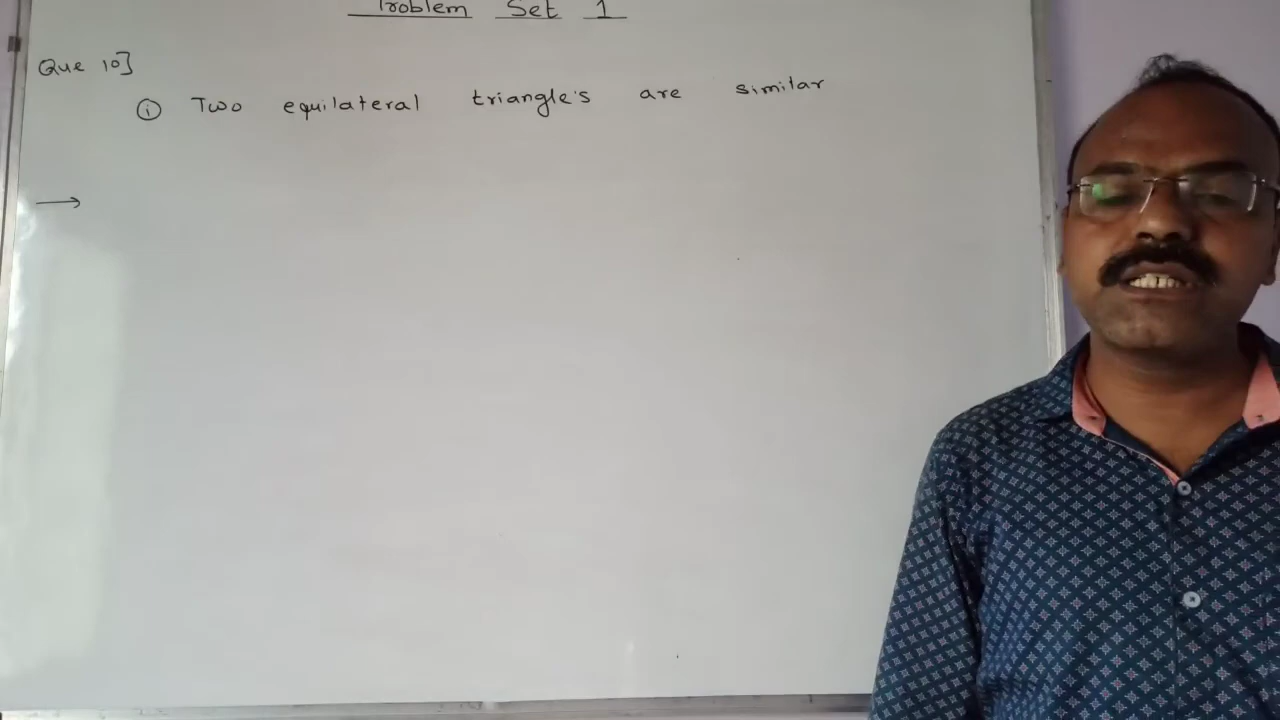 Problem Set 1
Que 10]
① Two equilateral triangle's are similar
→